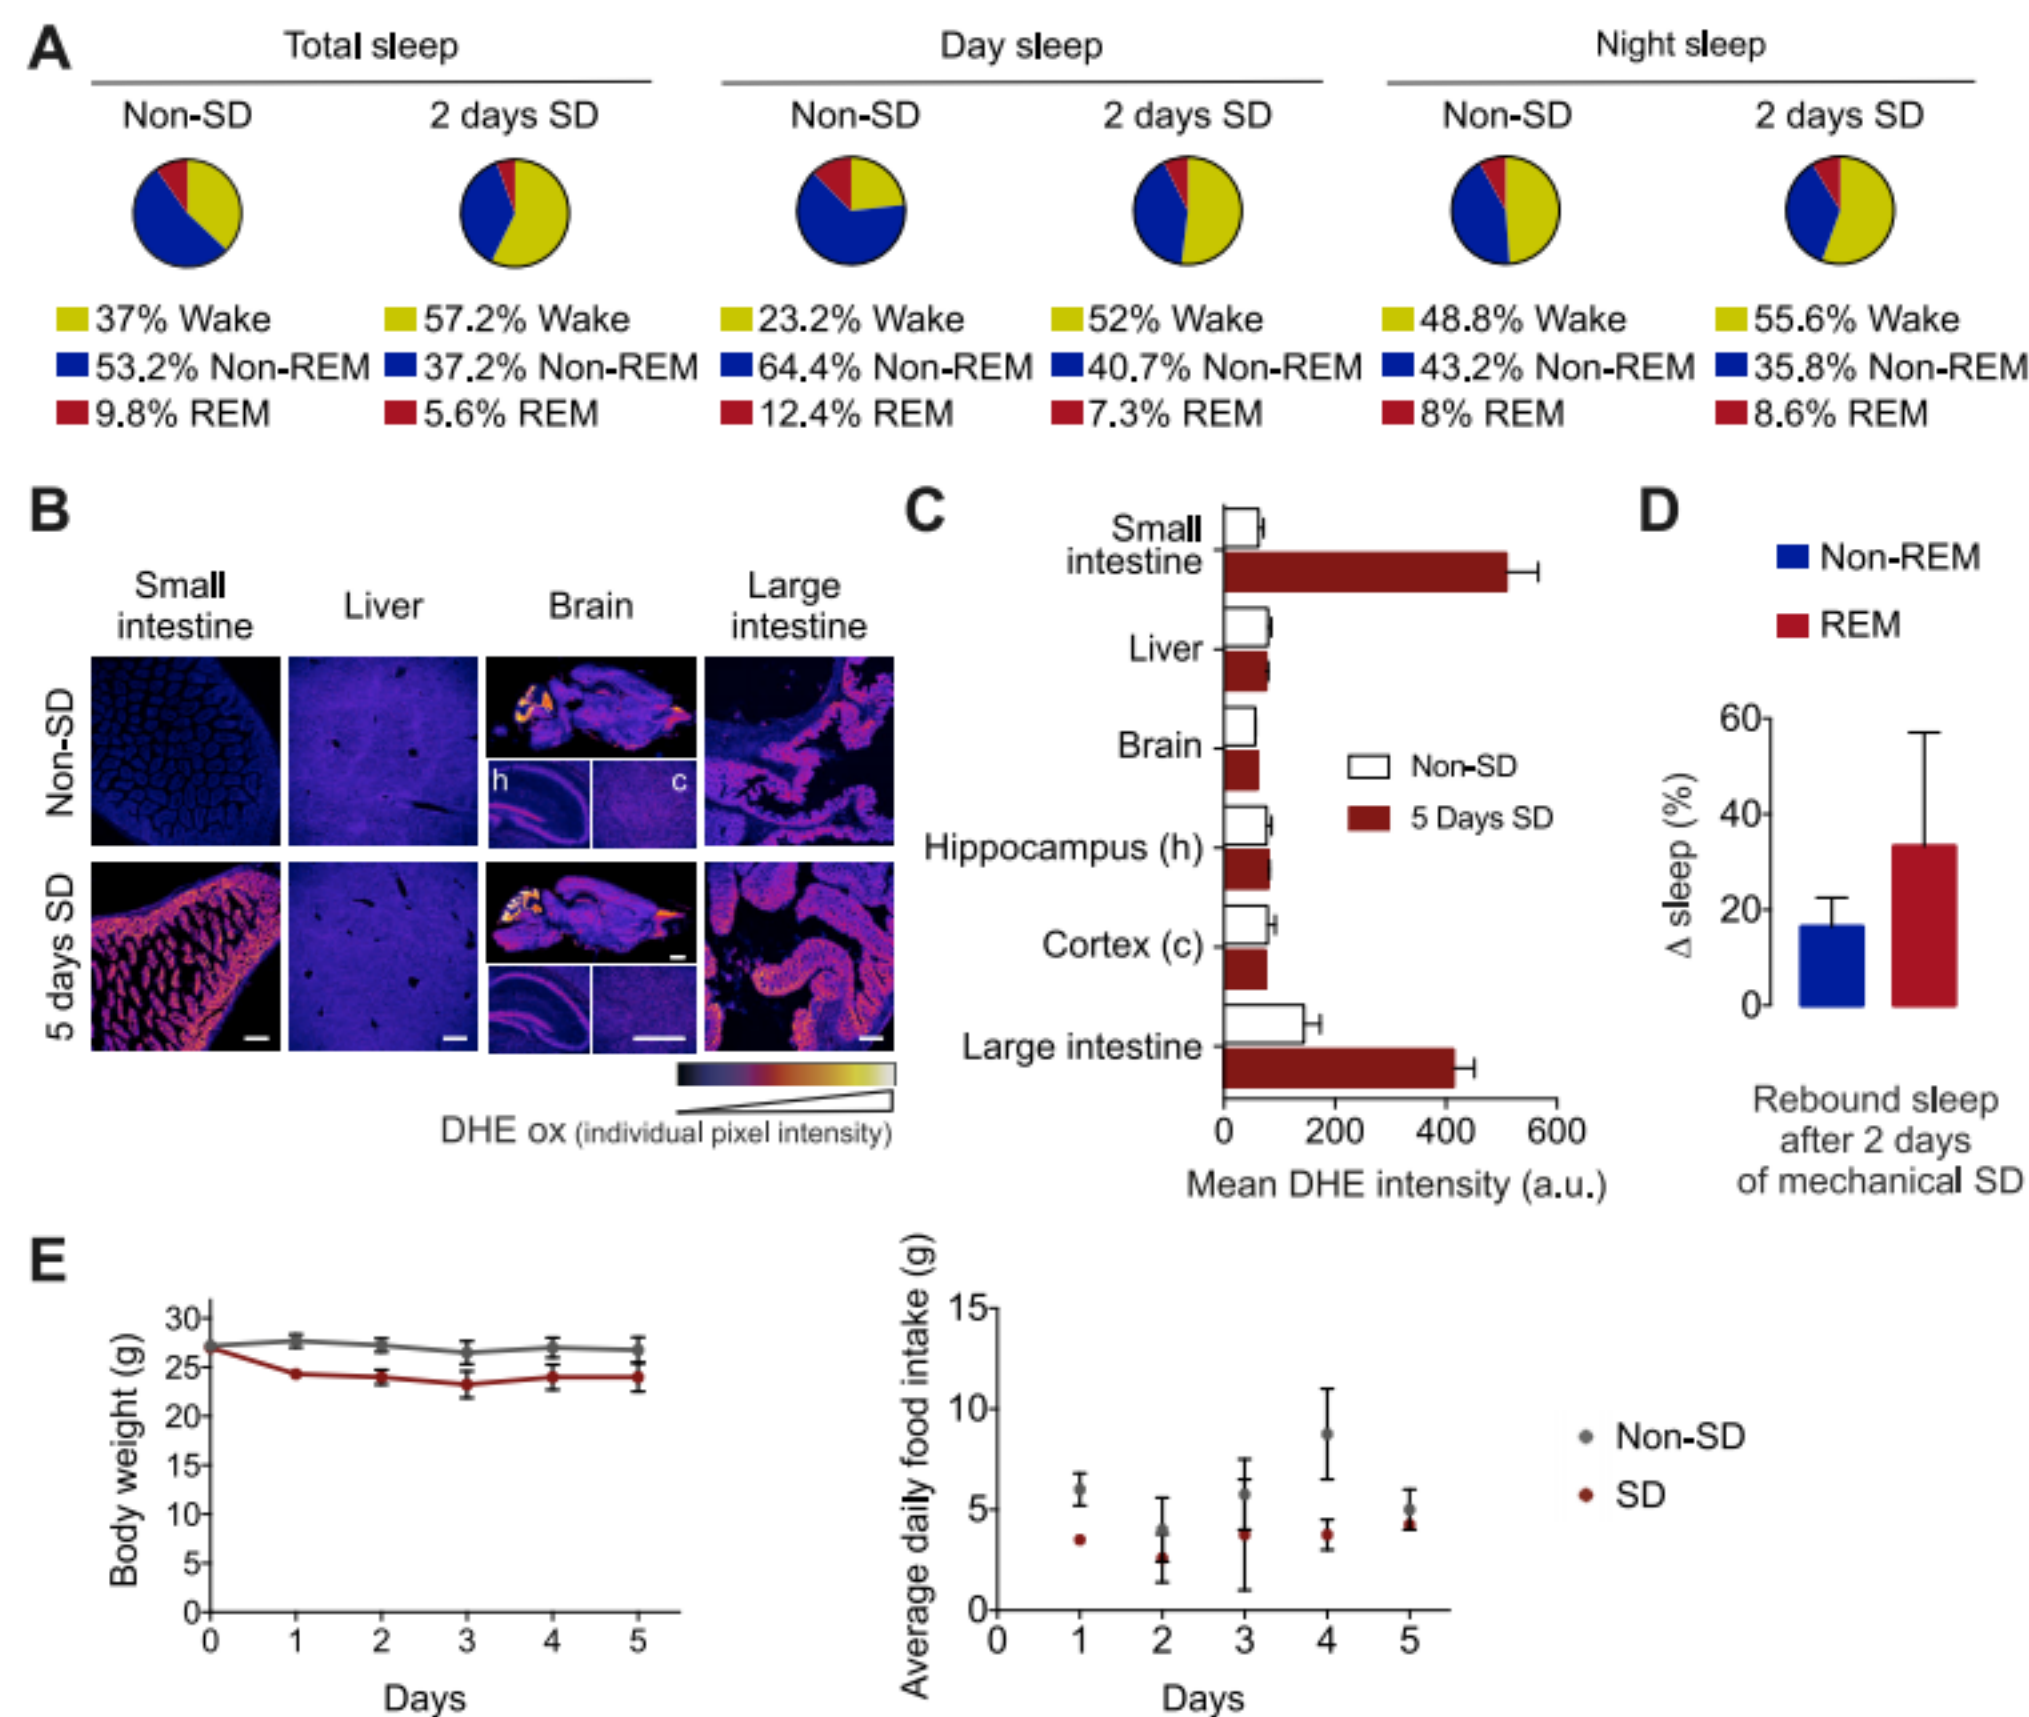 A
Total sleep
Day sleep
Night sleep
Non-SD
2 days SD
Non-SD
2 days SD
Non-SD
2 days SD
37% Wake
53.2% Non-REM
9.8% REM
57.2% Wake
37.2% Non-REM
5.6% REM
23.2% Wake
64.4% Non-REM
12.4% REM
52% Wake
40.7% Non-REM
7.3% REM
48.8% Wake
43.2% Non-REM
8% REM
55.6% Wake
35.8% Non-REM
8.6% REM
B
Small
intestine
Liver
Brain
Large
intestine
Non-SD
h
c
5 days SD
DHE ox (individual pixel intensity)
C
Small
intestine
Liver
Brain
Hippocampus (h)
Cortex (c)
Large intestine
Non-SD
5 Days SD
0 200 400 600
Mean DHE intensity (a.u.)
D
Non-REM
REM
Δ sleep (%)
60
40
20
0
Rebound sleep
after 2 days
of mechanical SD
E
Body weight (g)
30
25
20
15
10
5
0
0 1 2 3 4 5
Days
Average daily food intake (g)
15
10
5
0
0 1 2 3 4 5
Days
Non-SD
SD